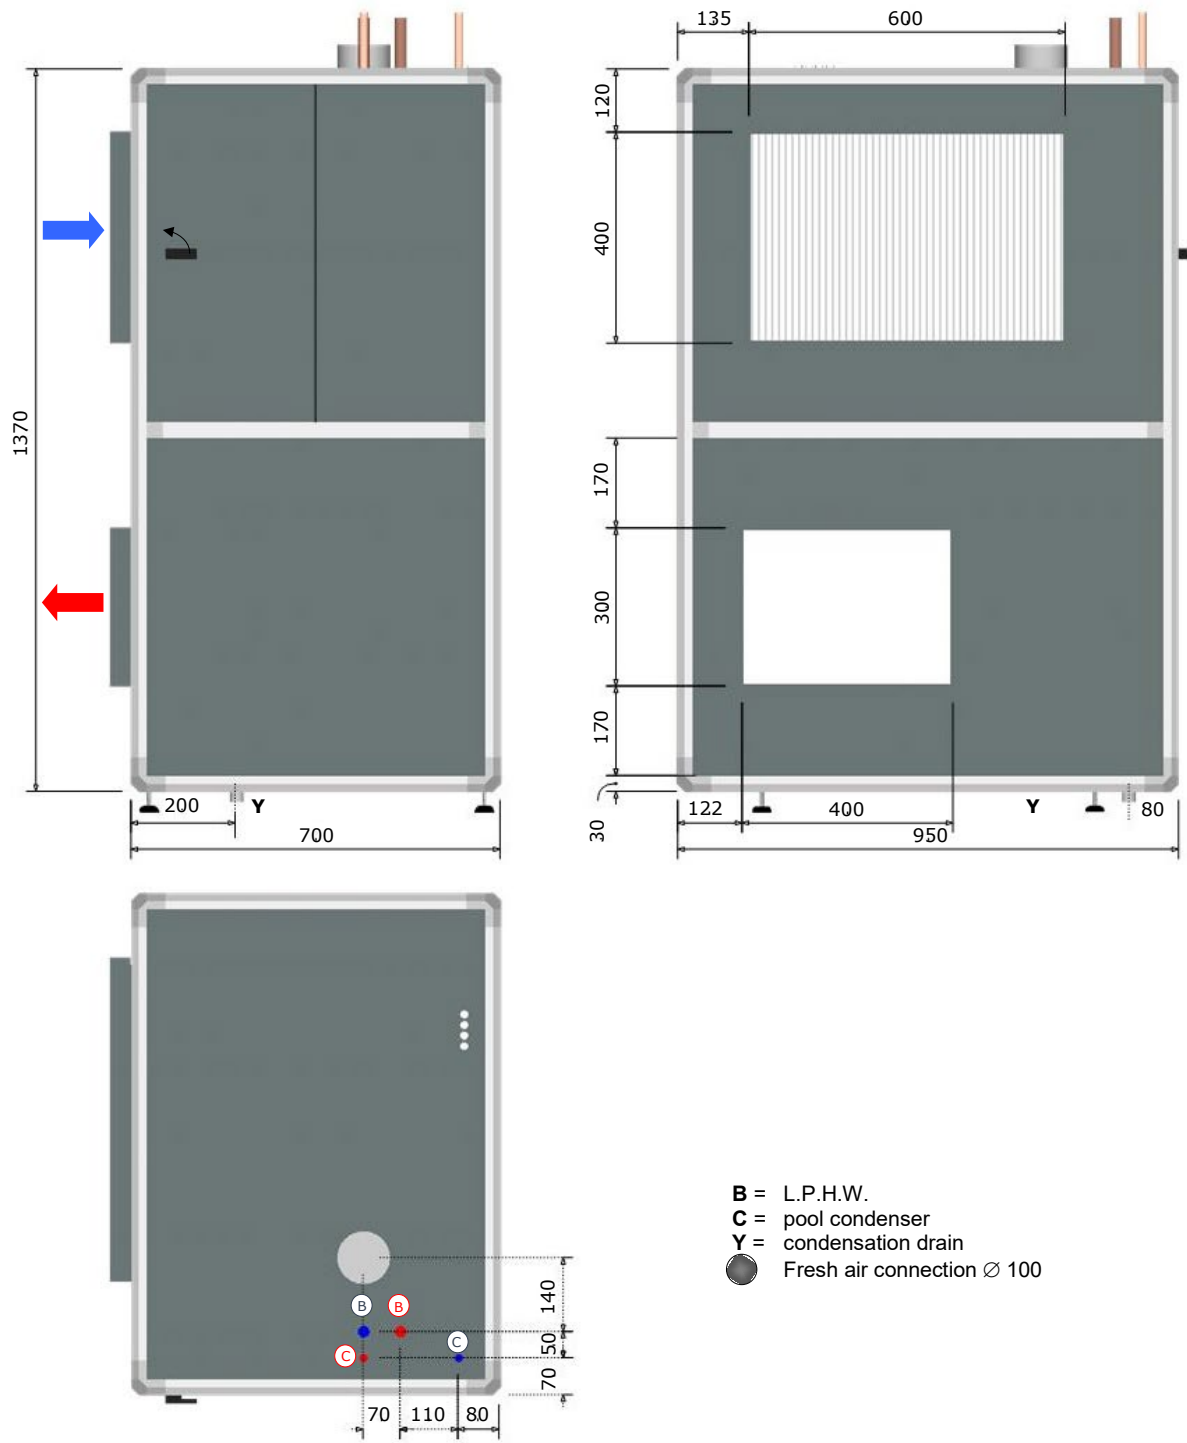 135
600
120
400
1370
170
300
170
30
200
Y
700
122
400
Y
80
950
B = L.P.H.W.
C = pool condenser
Y = condensation drain
Fresh air connection ∅ 100
B
B
C
C
140
50
70
70
110
80